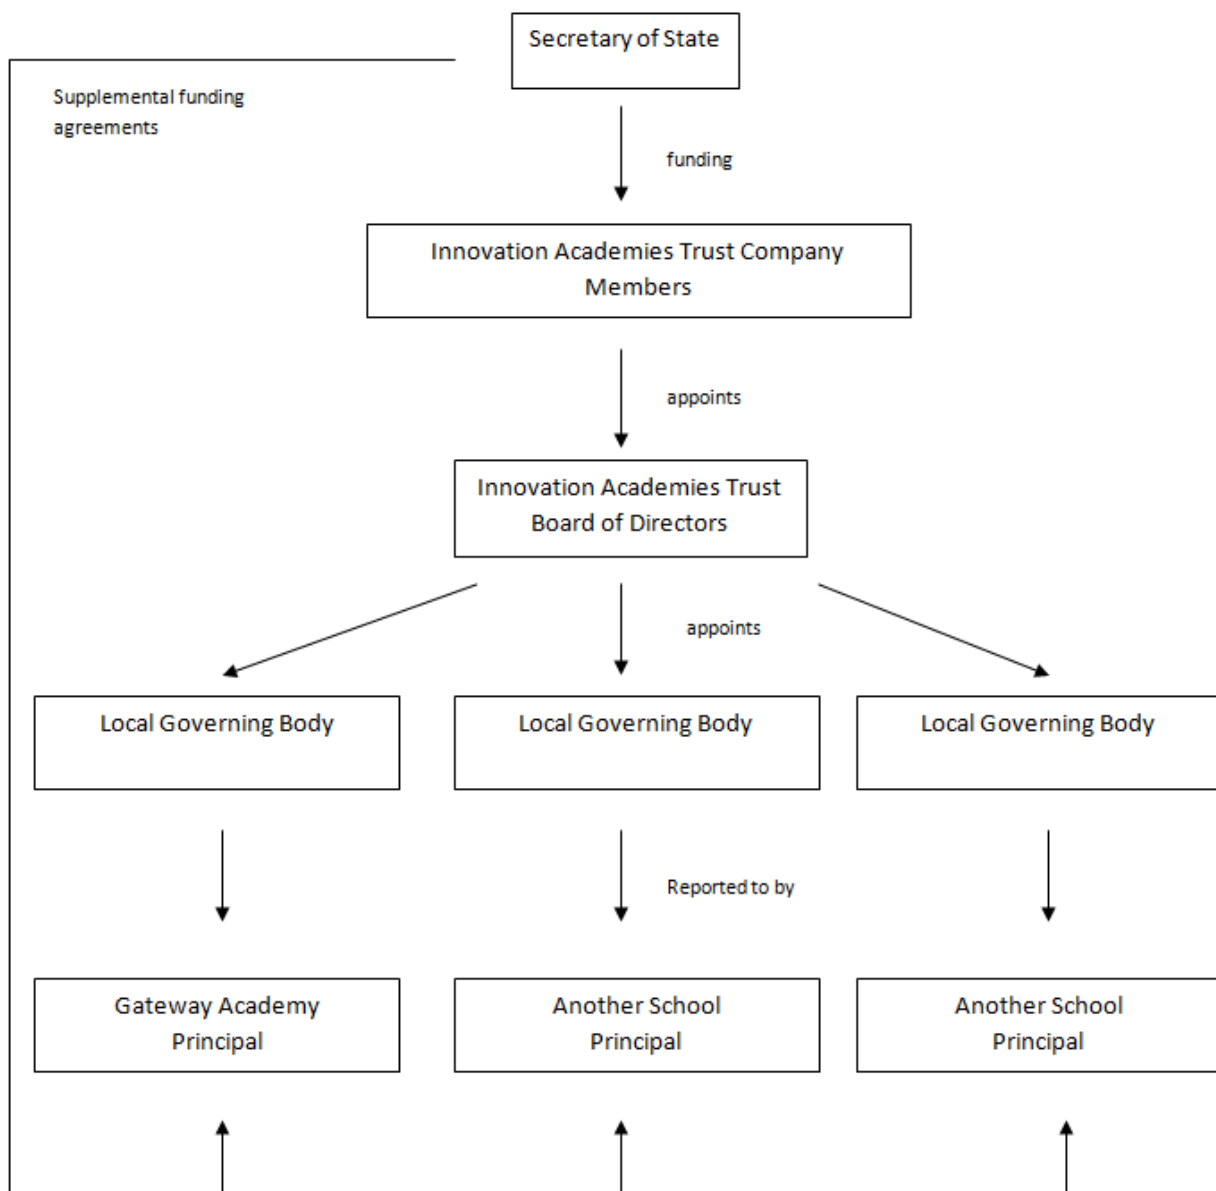 Secretary of State
Supplemental funding
agreements
funding
Innovation Academies Trust Company
Members
appoints
Innovation Academies Trust
Board of Directors
appoints
Local Governing Body
Local Governing Body
Local Governing Body
Reported to by
Gateway Academy
Principal
Another School
Principal
Another School
Principal